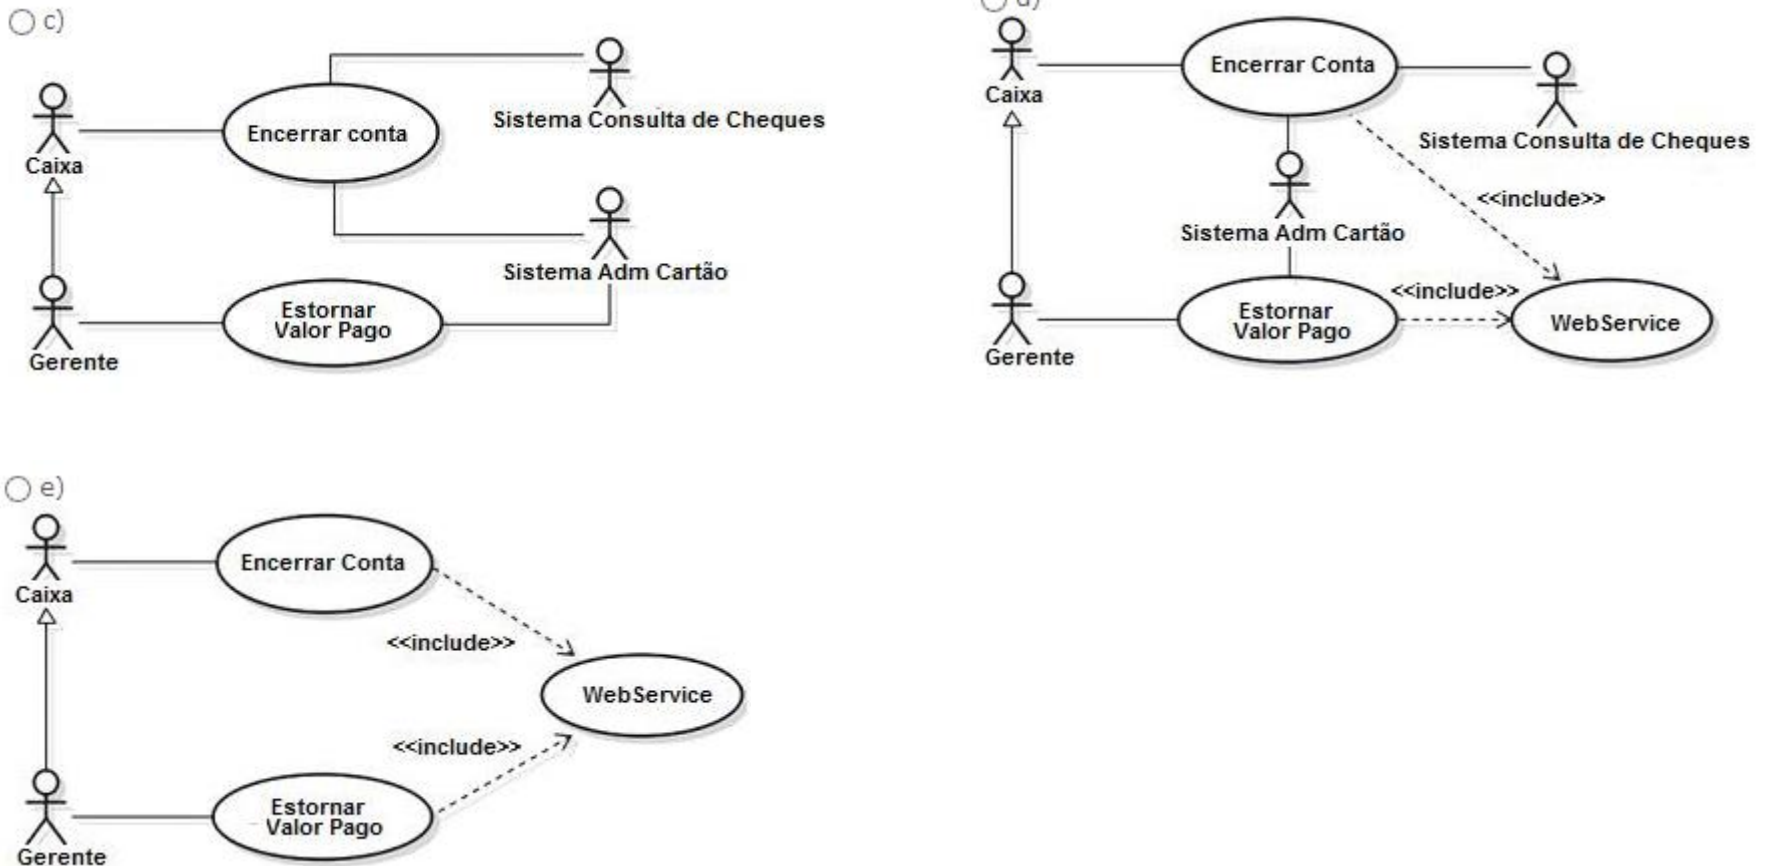 c)
Encerrar conta
Sistema Consulta de Cheques
Caixa
Sistema Adm Cartão
Estornar
Valor Pago
Gerente
d)
Encerrar Conta
Caixa
Sistema Consulta de Cheques
<<include>>
Sistema Adm Cartão
<<include>>
Estornar
Valor Pago
WebService
Gerente
e)
Encerrar Conta
Caixa
<<include>>
WebService
<<include>>
Estornar
Valor Pago
Gerente